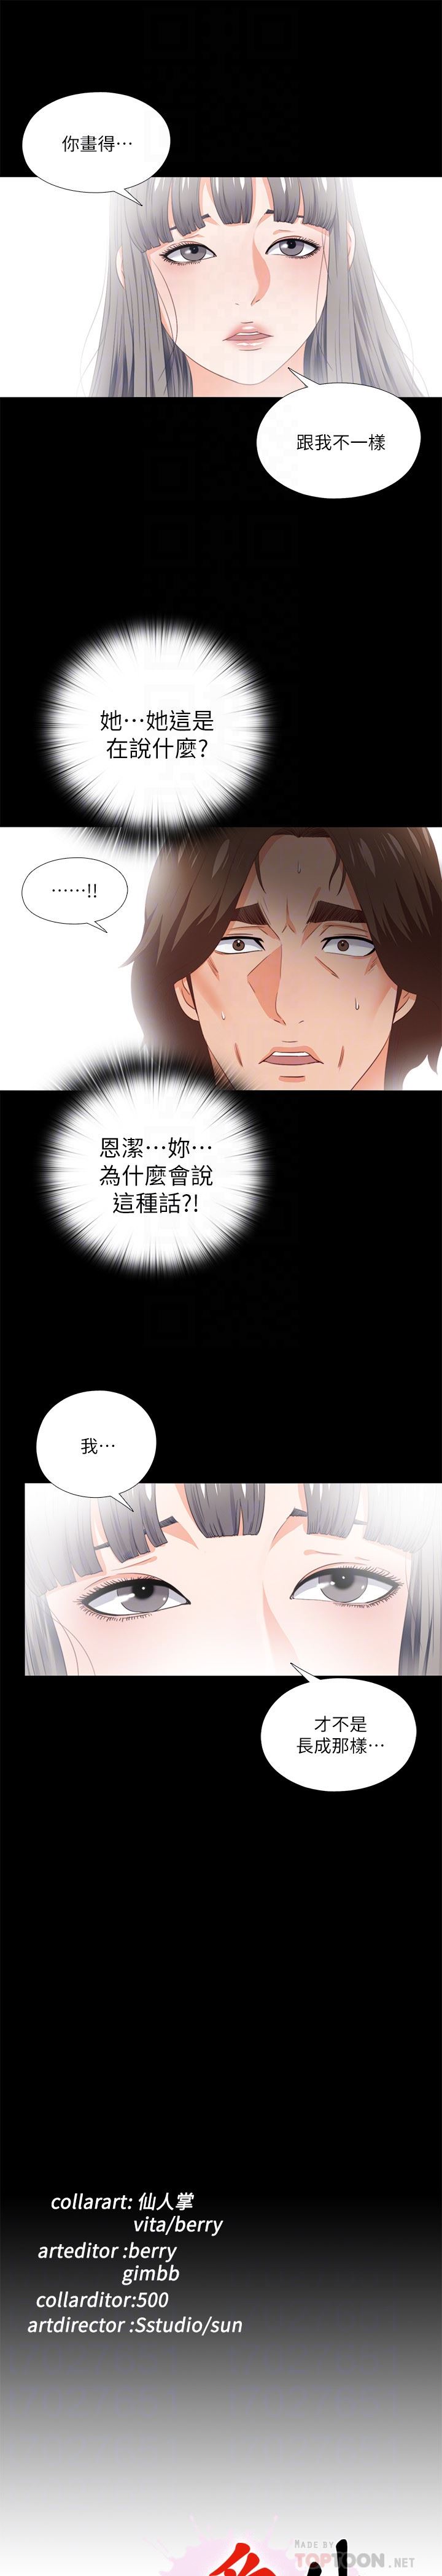 你畫得⋯
跟我不一樣
她⋯她這是
在說什麼?
⋯⋯!!
恩潔⋯妳⋯
為什麼會說
這種話?!
我⋯
才不是
長成那樣⋯
collarart: 仙人掌
vita/berry
arteditor :berry
gimbb
collarditor:500
artdirector :Sstudio/sun
MADE BY
TOPTOON.NET